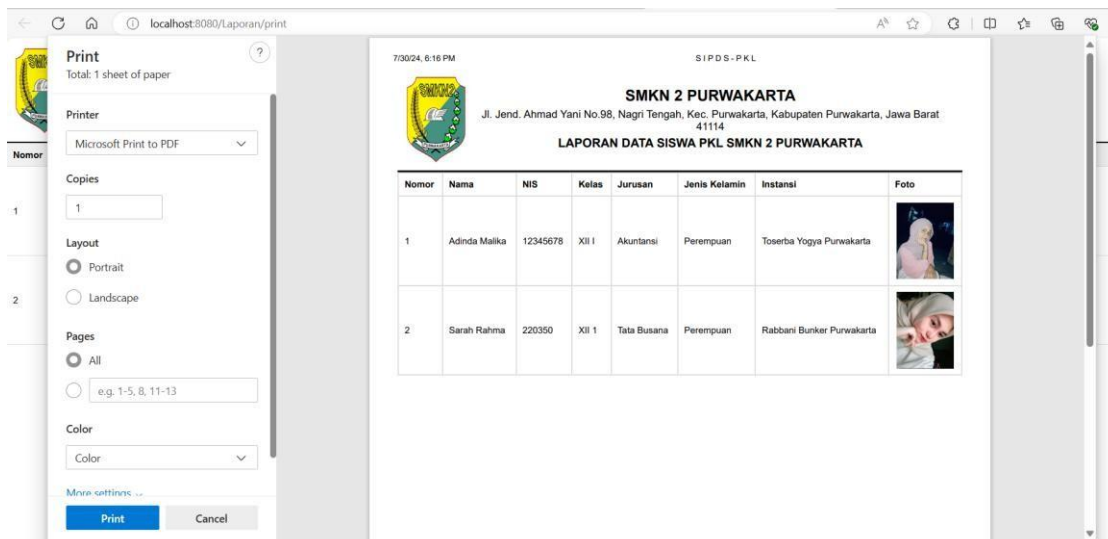 localhost:8080/Laporan/print
Print
?
Total: 1 sheet of paper
Printer
Microsoft Print to PDF
Copies
1
Layout
Portrait
Landscape
Pages
All
e.g. 1-5, 8, 11-13
Color
Color
More settings
Print
Cancel
Nomor
1
2
7/30/24, 6:16 PM
SIPDS-PKL
SMKN2
SMKN 2 PURWAKARTA
Jl. Jend. Ahmad Yani No.98, Nagri Tengah, Kec. Purwakarta, Kabupaten Purwakarta, Jawa Barat
41114
LAPORAN DATA SISWA PKL SMKN 2 PURWAKARTA
Nomor Nama NIS Kelas Jurusan Jenis Kelamin Instansi Foto
1 Adinda Malika 12345678 XII I Akuntansi Perempuan Toserba Yogya Purwakarta
2 Sarah Rahma 220350 XII 1 Tata Busana Perempuan Rabbani Bunker Purwakarta